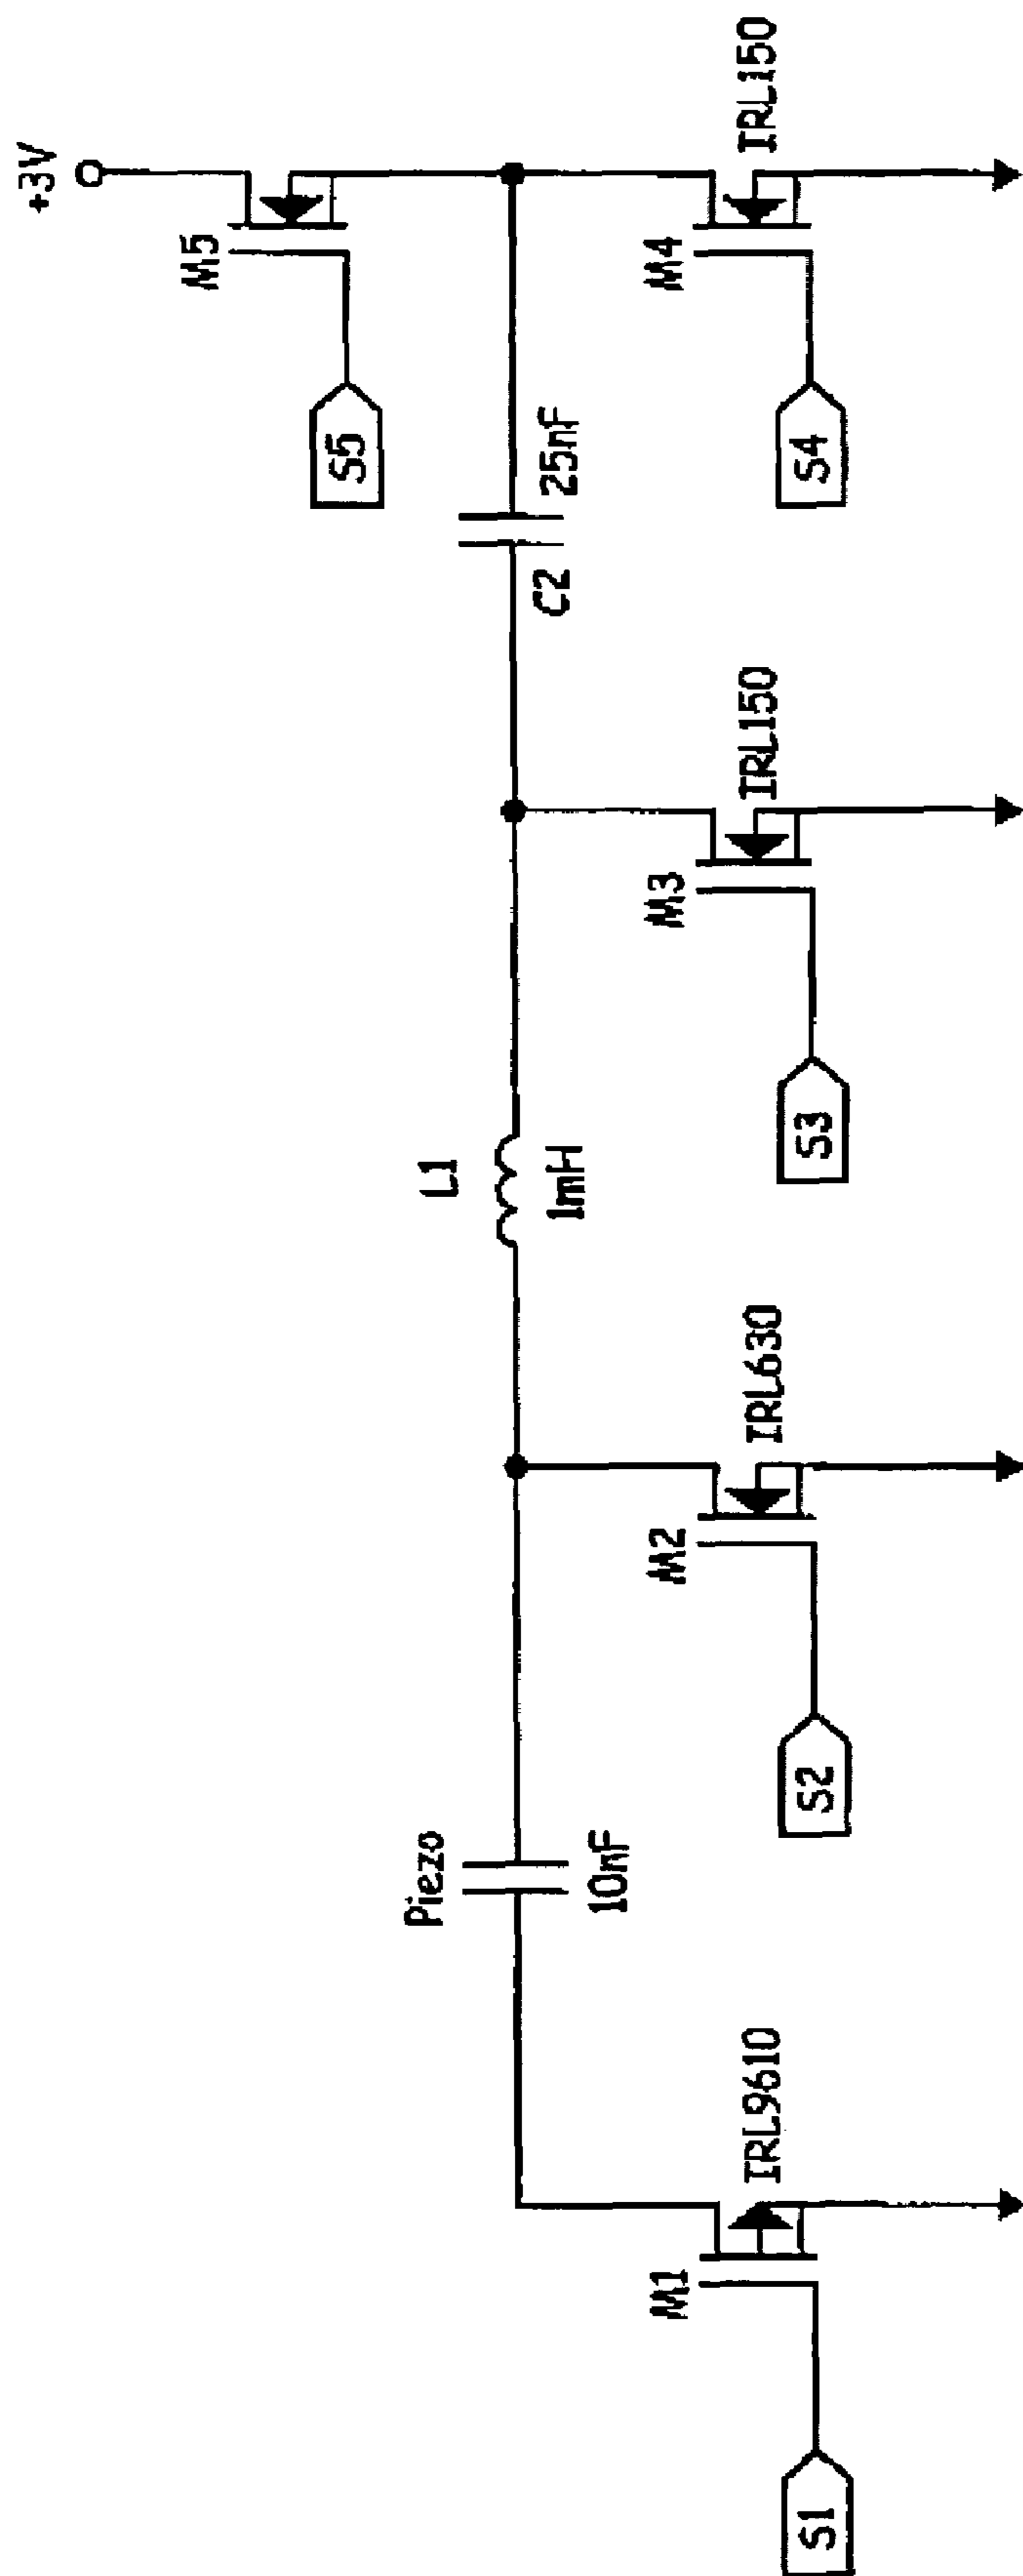 +3V
M5
S5
IRL150
M4
S4
25nF
C2
IRL150
M3
S3
L1
1mH
IRL630
M2
S2
Piezo
10nF
IRL9610
M1
S1